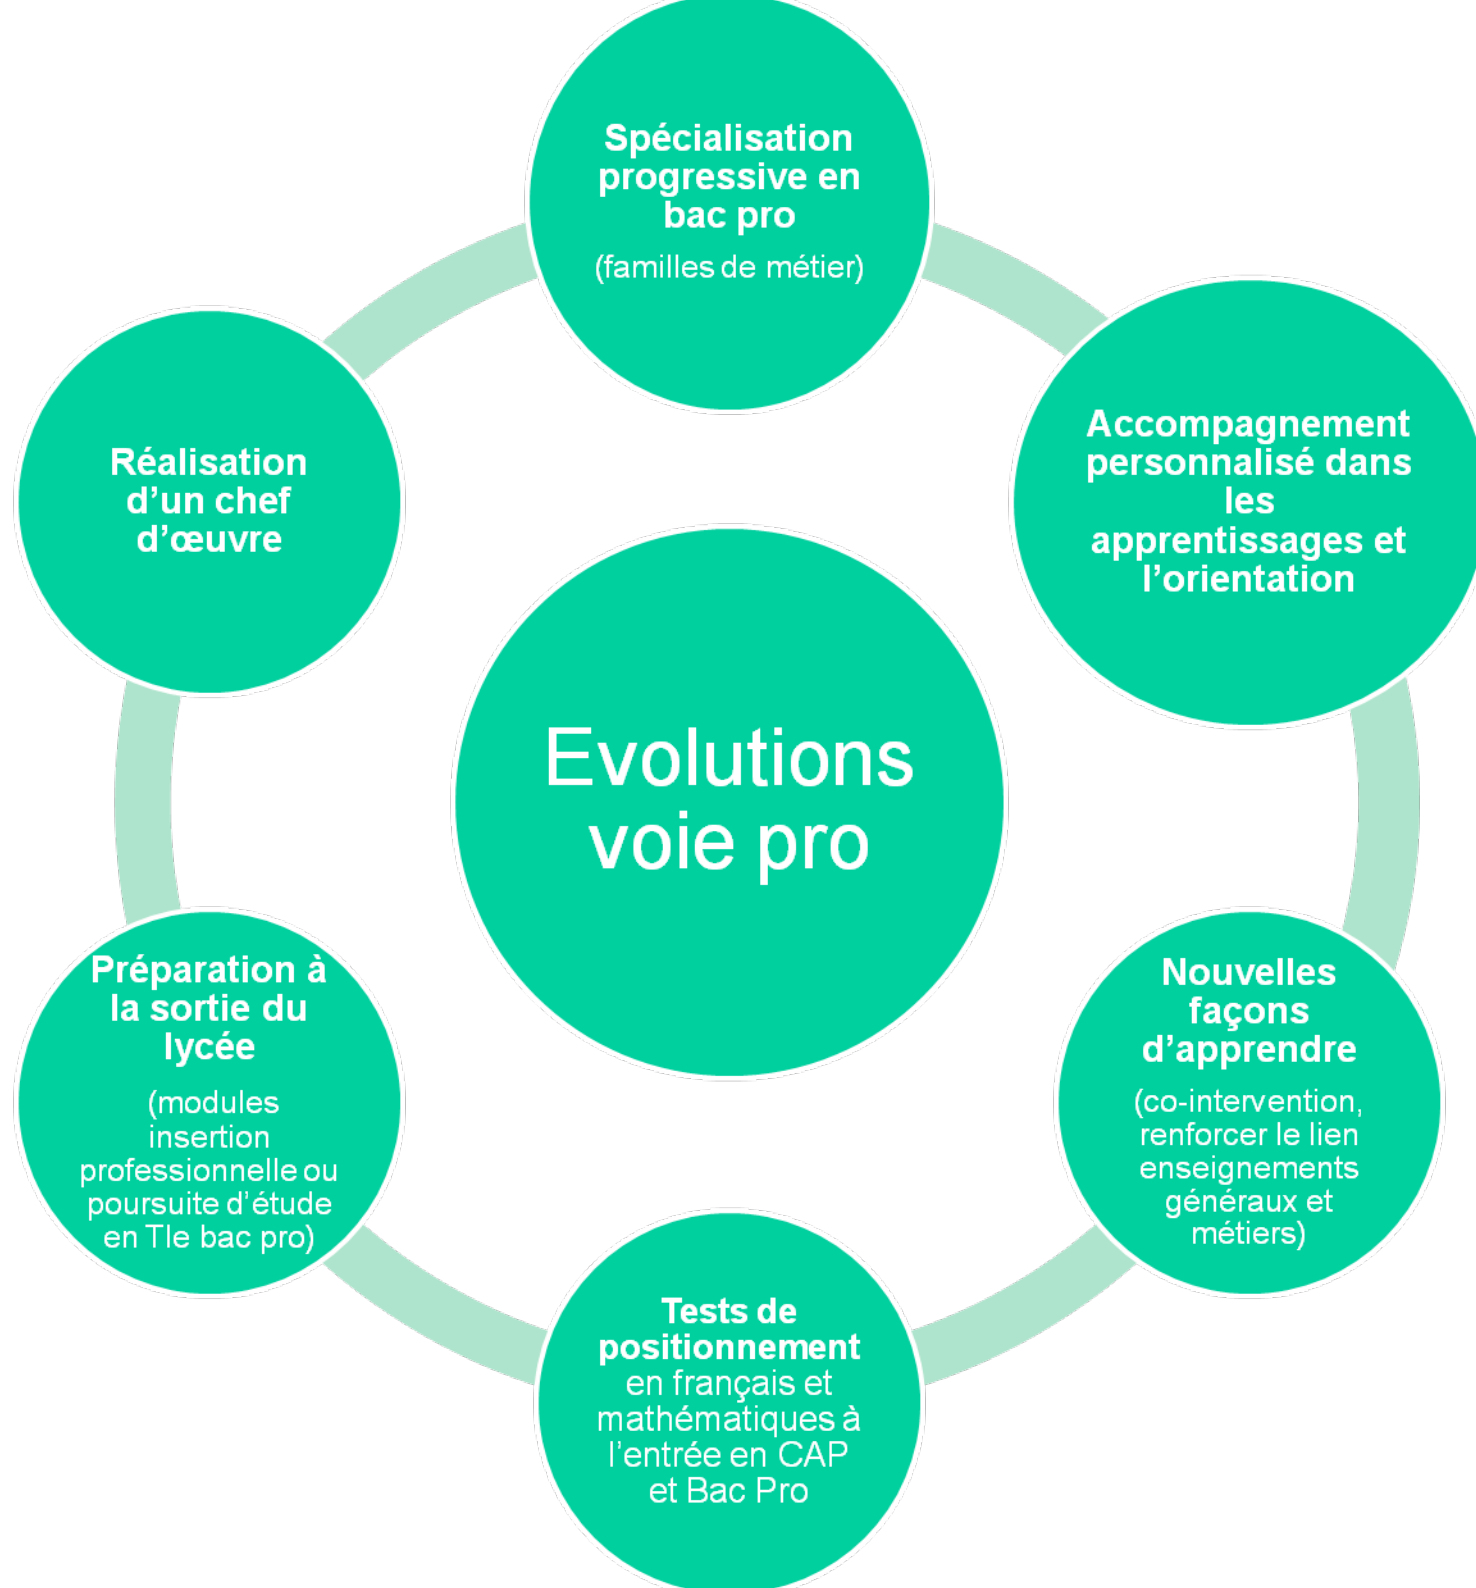 Spécialisation
progressive en
bac pro
(familles de métier)
Accompagnement
personnalisé dans
les
apprentissages et
l’orientation
Réalisation
d’un chef
d’œuvre
Evolutions
voie pro
Nouvelles
façons
d’apprendre
(co-intervention,
renforcer le lien
enseignements
généraux et
métiers)
Préparation à
la sortie du
lycée
(modules
insertion
professionnelle ou
poursuite d’étude
en Tle bac pro)
Tests de
positionnement
en français et
mathématiques à
l’entrée en CAP
et Bac Pro